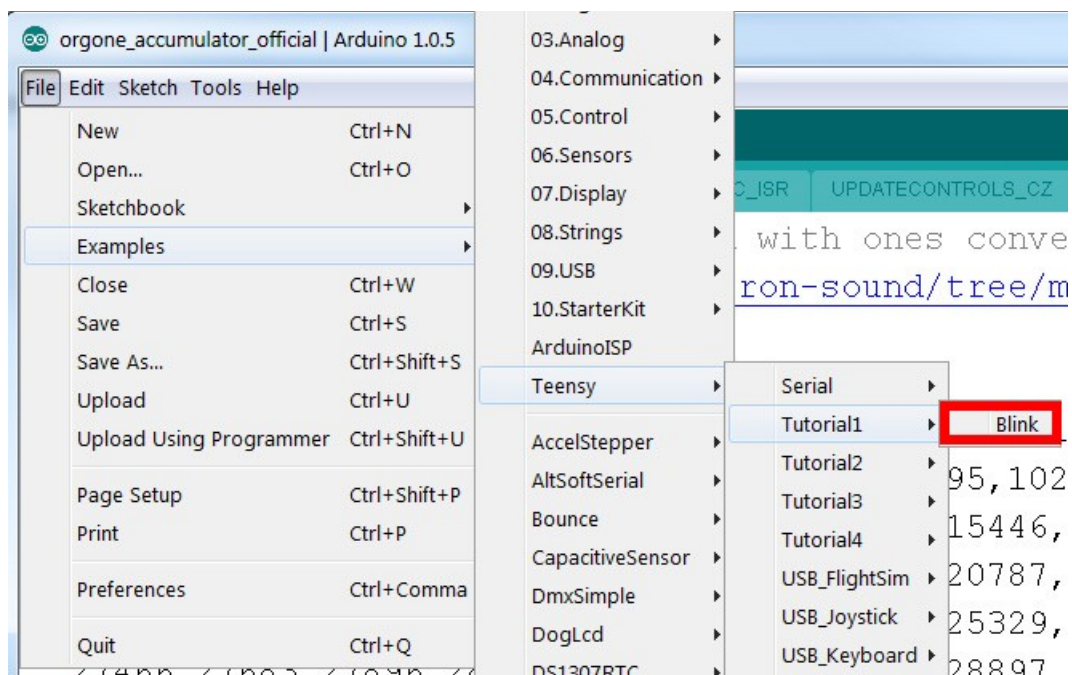 orgone_accumulator_official | Arduino 1.0.5
File Edit Sketch Tools Help
New Ctrl+N
Open... Ctrl+O
Sketchbook
Examples
Close Ctrl+W
Save Ctrl+S
Save As... Ctrl+Shift+S
Upload Ctrl+U
Upload Using Programmer Ctrl+Shift+U
Page Setup Ctrl+Shift+P
Print Ctrl+P
Preferences Ctrl+Comma
Quit Ctrl+Q
03.Analog
04.Communication
05.Control
06.Sensors
07.Display
08.Strings
09.USB
10.StarterKit
ArduinoISP
Teensy
AccelStepper
AltSoftSerial
Bounce
CapacitiveSensor
DmxSimple
DogLcd
DS1307RTC
Serial
Tutorial1
Tutorial2
Tutorial3
Tutorial4
USB_FlightSim
USB_Joystick
USB_Keyboard
Blink
C_ISR UPDATECONTROLS_CZ
with ones conve
ron-sound/tree/m
95,102
15446,
20787,
25329,
28897